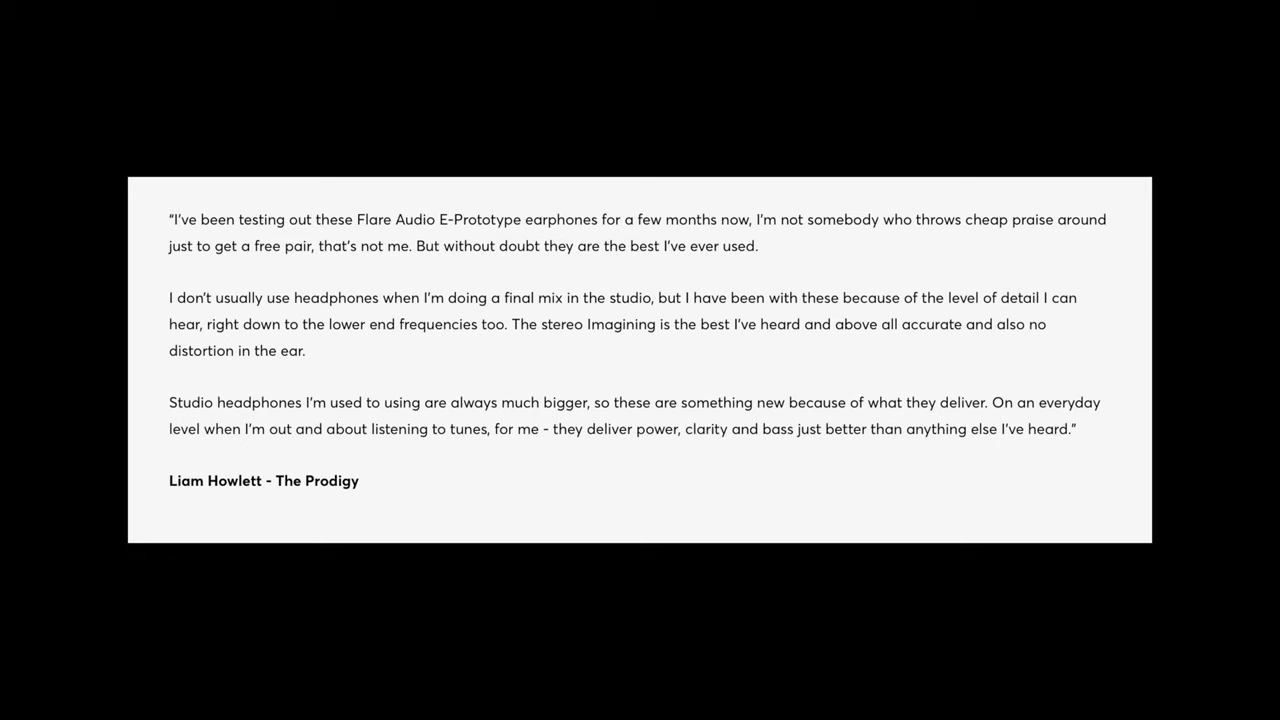 “I’ve been testing out these Flare Audio E-Prototype earphones for a few months now, I’m not somebody who throws cheap praise around
just to get a free pair, that’s not me. But without doubt they are the best I’ve ever used.
I don’t usually use headphones when I’m doing a final mix in the studio, but I have been with these because of the level of detail I can
hear, right down to the lower end frequencies too. The stereo Imagining is the best I’ve heard and above all accurate and also no
distortion in the ear.
Studio headphones I’m used to using are always much bigger, so these are something new because of what they deliver. On an everyday
level when I’m out and about listening to tunes, for me - they deliver power, clarity and bass just better than anything else I’ve heard.”
Liam Howlett - The Prodigy